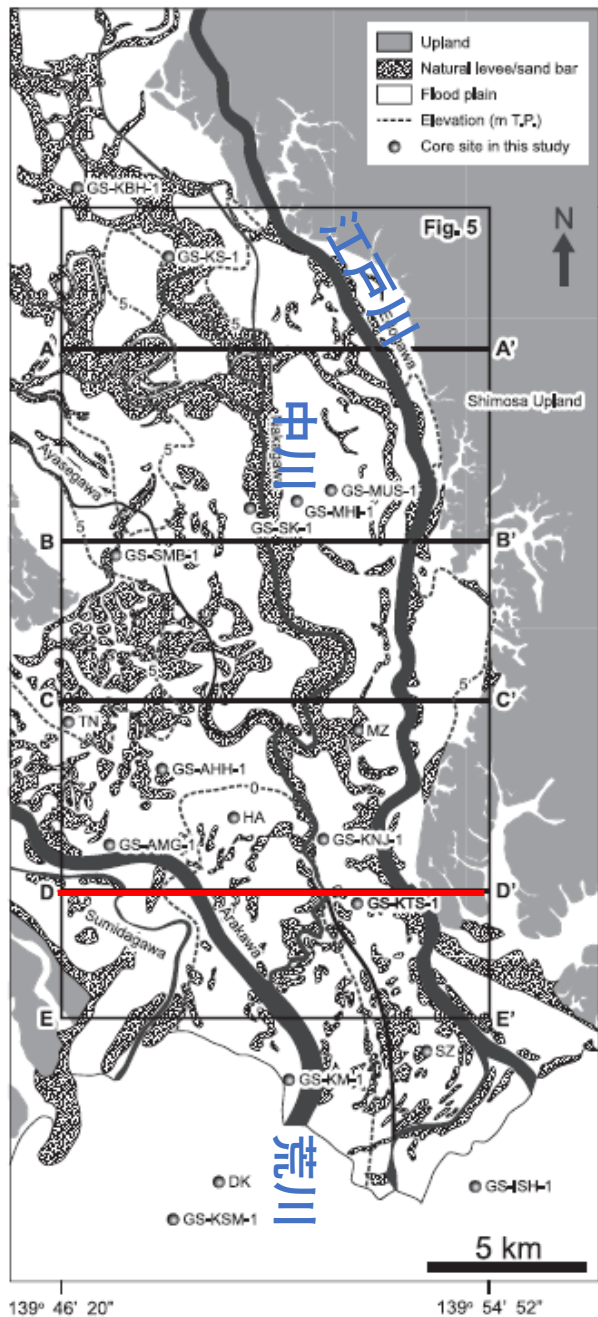 Upland
Natural levee/sand bar
Flood plain
Elevation (m T.P.)
Core site in this study
GS-KBH-1
Fig. 5
N
江戸川
GS-KS-1
5
5
A'
A'
Shimosa Upland
中川
5
Ayasegawa
5
GS-MUS-1
GS-MHI-1
GS-SK-1
B
B'
GS-SMB-1
5
C
C'
TN
MZ
GS-AHH-1
0
HA
GS-KNJ-1
GS-AMG-1
D
D'
GS-KTS-1
Sumidagawa
Arakawa
E
E'
SZ
GS-KM-1
荒川
DK
GS-ISH-1
GS-KSM-1
5 km
139° 46' 20"
139° 54' 52"